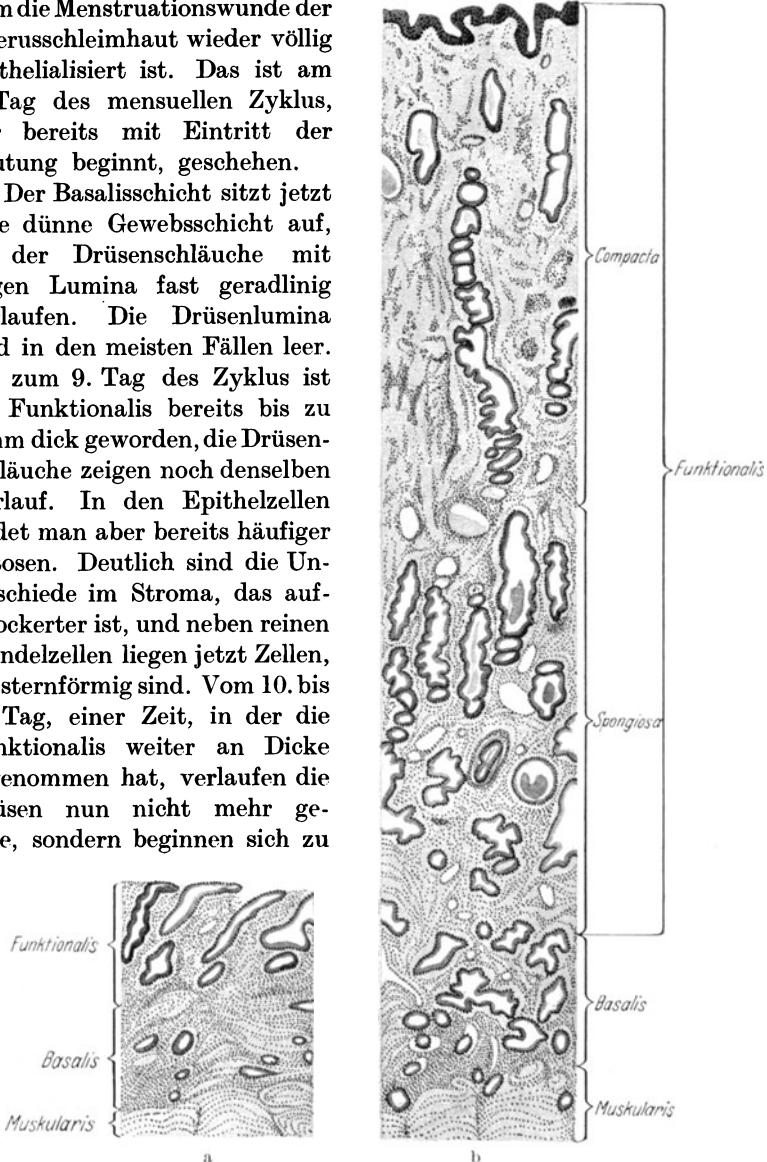 m die Menstruationswunde der
erusschleimhaut wieder völlig
thelialisiert ist. Das ist am
Tag des mensuellen Zyklus,
bereits mit Eintritt der
utung beginnt, geschehen.
Der Basalisschicht sitzt jetzt
e dünne Gewebsschicht auf,
der Drüsenschläuche mit
gen Lumina fast geradlinig
laufen. Die Drüsenlumina
d in den meisten Fällen leer.
zum 9. Tag des Zyklus ist
Funktionalis bereits bis zu
m dick geworden, die Drüsen-
läuche zeigen noch denselben
rlauf. In den Epithelzellen
det man aber bereits häufiger
osen. Deutlich sind die Un-
schiede im Stroma, das auf-
ockerter ist, und neben reinen
ndelzellen liegen jetzt Zellen,
sternförmig sind. Vom 10. bis
Tag, einer Zeit, in der die
nktionalis weiter an Dicke
enommen hat, verlaufen die
üsen nun nicht mehr ge-
e, sondern beginnen sich zu
Funktionalis
Basalis
Muskularis
a
Compacta
Funktionalis
Spongiosa
Basalis
Muskularis
b